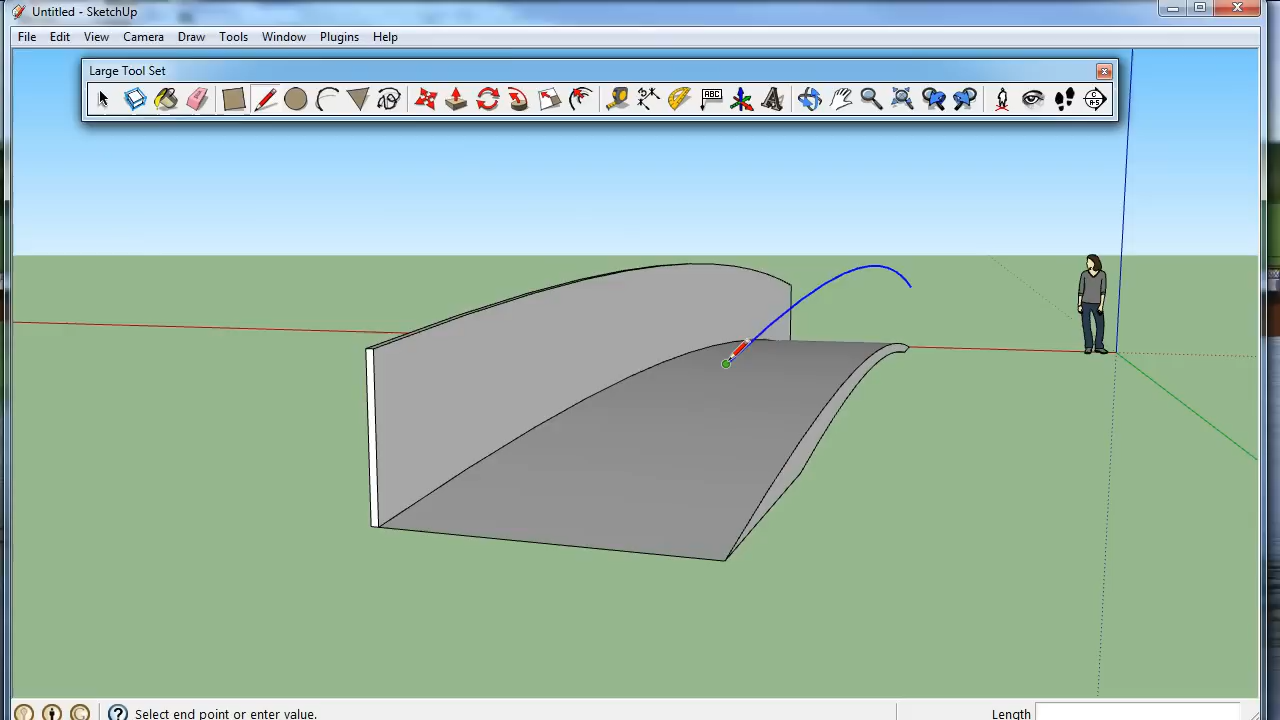 Untitled - SketchUp
File Edit View Camera Draw Tools Window Plugins Help
Large Tool Set
ABC
A
Select end point or enter value.
Length